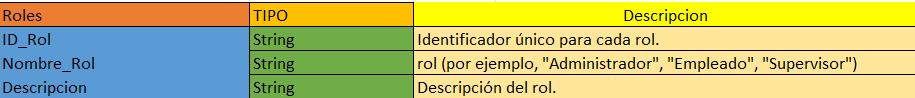 Roles TIPO Descripcion
ID_Rol String Identificador único para cada rol.
Nombre_Rol String rol (por ejemplo, "Administrador", "Empleado", "Supervisor")
Descripcion String Descripción del rol.